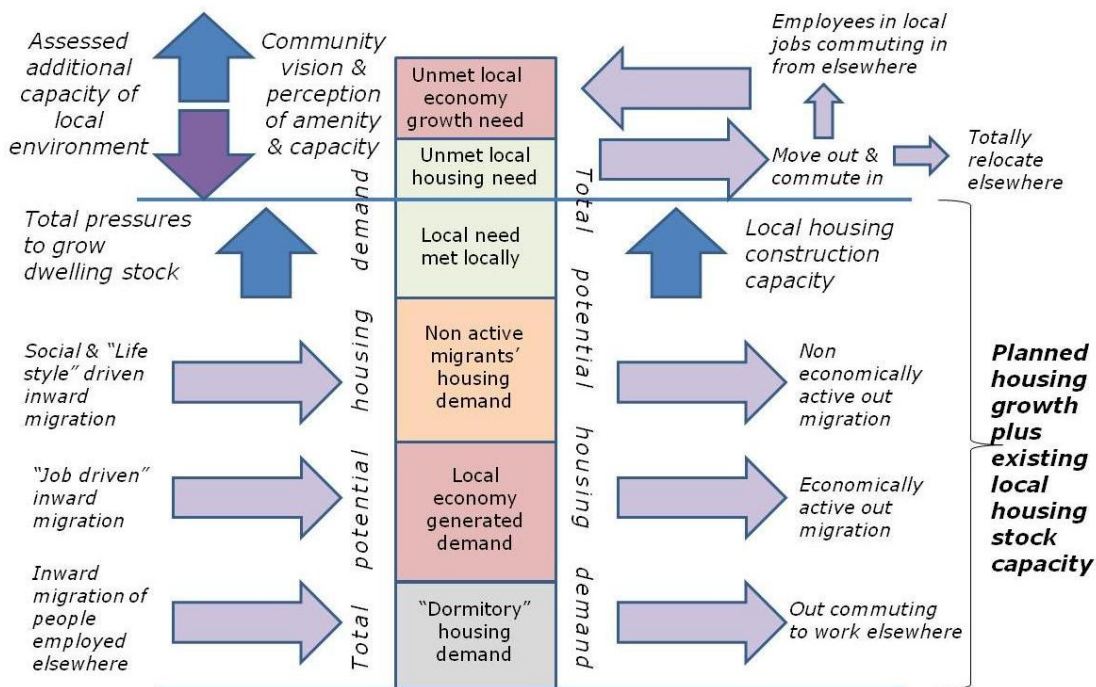 Assessed
additional
capacity of
local
environment
Community
vision &
perception
of amenity
& capacity
Unmet local
economy
growth need
Unmet local
housing need
Employees in local
jobs commuting in
from elsewhere
Move out &
commute in
Totally
relocate
elsewhere
Total pressures
to grow
dwelling stock
Local need
met locally
Local housing
construction
capacity
Social & “Life
style” driven
inward
migration
Non active
migrants’
housing
demand
Non
economically
active out
migration
“Job driven”
inward
migration
Local
economy
generated
demand
Economically
active out
migration
Inward
migration of
people
employed
elsewhere
“Dormitory”
housing
demand
Out commuting
to work elsewhere
Total potential housing demand
Total potential housing demand
Planned
housing
growth
plus
existing
local
housing
stock
capacity